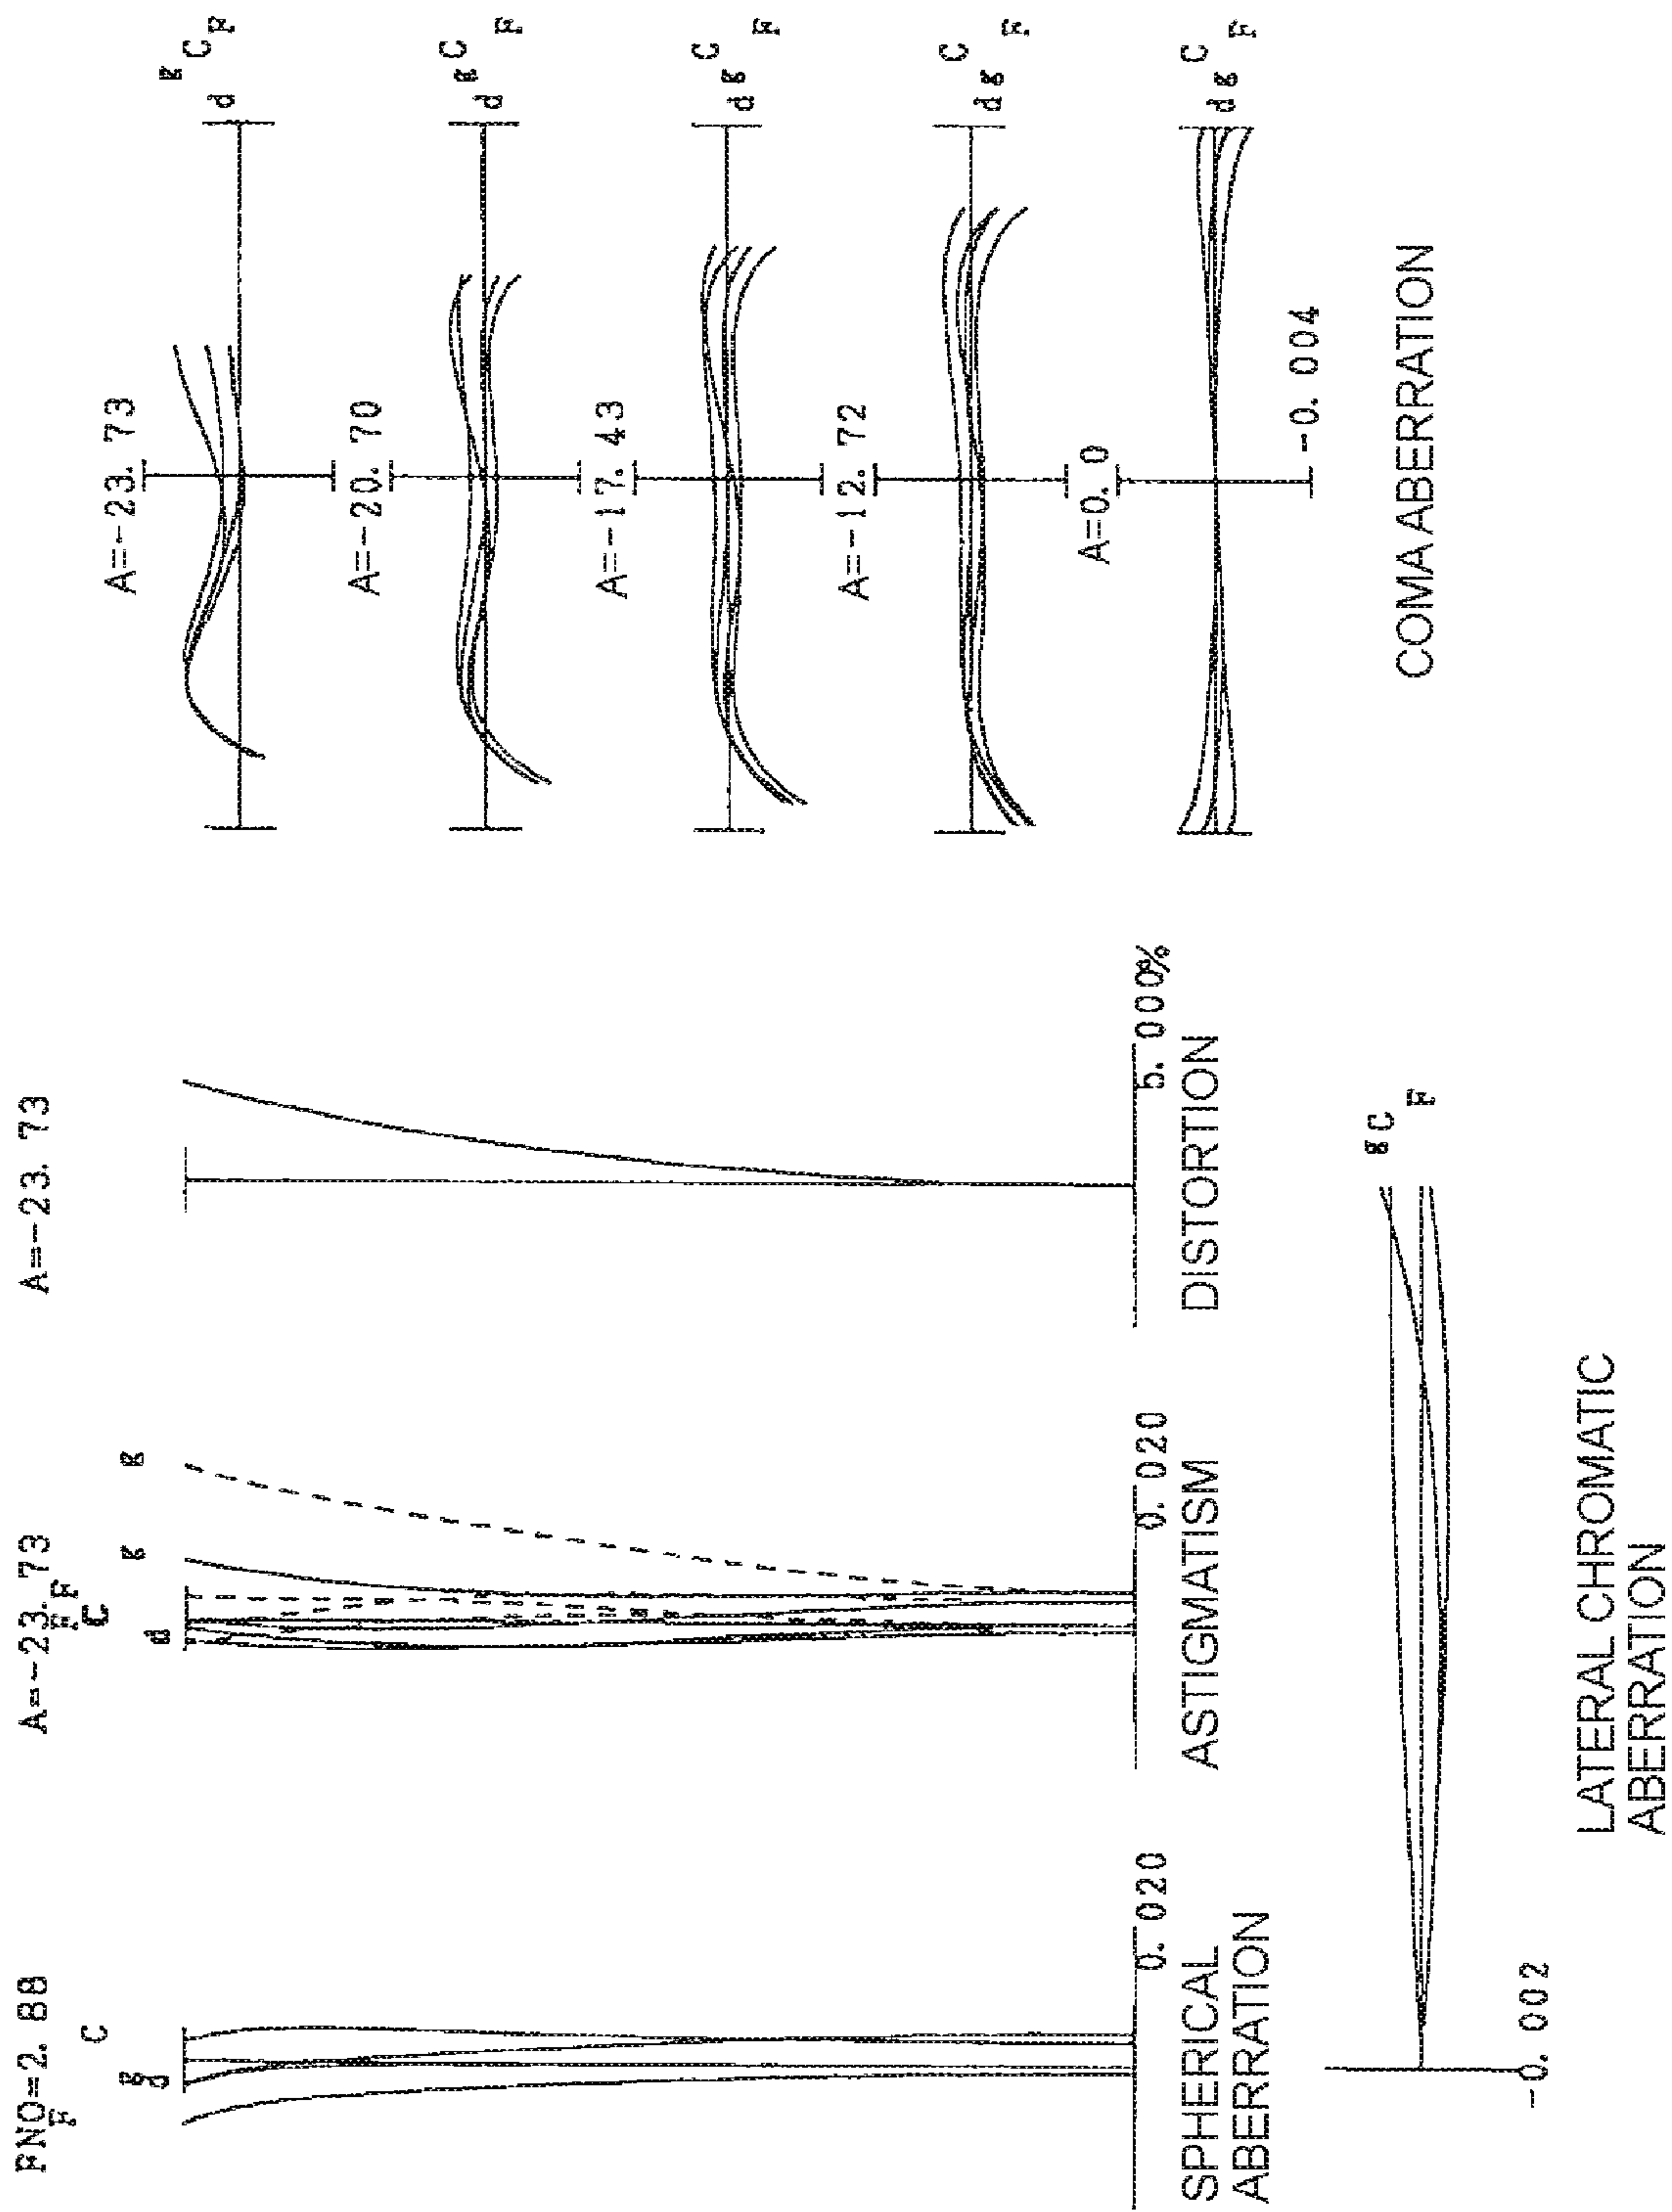 FNO=2. 88
F
g
d
C
0. 020
SPHERICAL
ABERRATION
A=-23. 73
F
C
d
g
g
0. 020
ASTIGMATISM
A=-23. 73
5. 000%
DISTORTION
A=-23. 73
g
C
F
d
A=-20. 70
g
C
F
d
A=-17. 43
C
g
F
d
A=-12. 72
C
g
F
d
A=0. 0
C
g
F
d
-0. 004
COMA ABERRATION
g
C
F
-0. 002
LATERAL CHROMATIC
ABERRATION